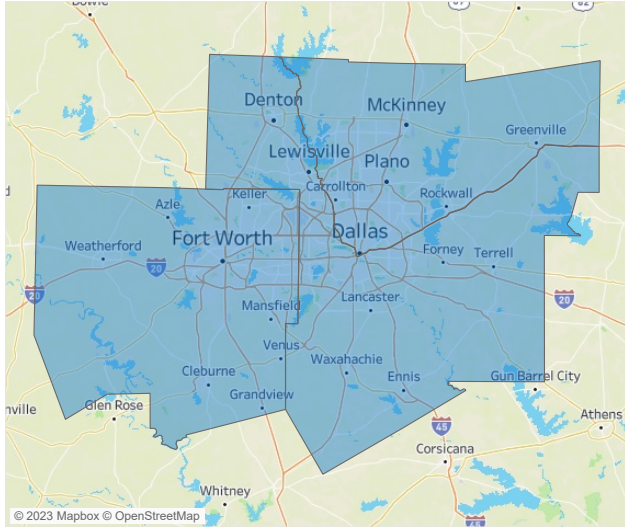 Bowie
82
Denton
McKinney
Greenville
Lewisville
Plano
Carrollton
Keller
Rockwall
Azle
Fort Worth
Dallas
Weatherford
Forney
Terrell
20
20
20
Lancaster
Mansfield
Venus
Waxahachie
Cleburne
Ennis
Gun Barrel City
Grandview
nville
Glen Rose
Athens
45
Corsicana
Whitney
45
© 2023 Mapbox © OpenStreetMap